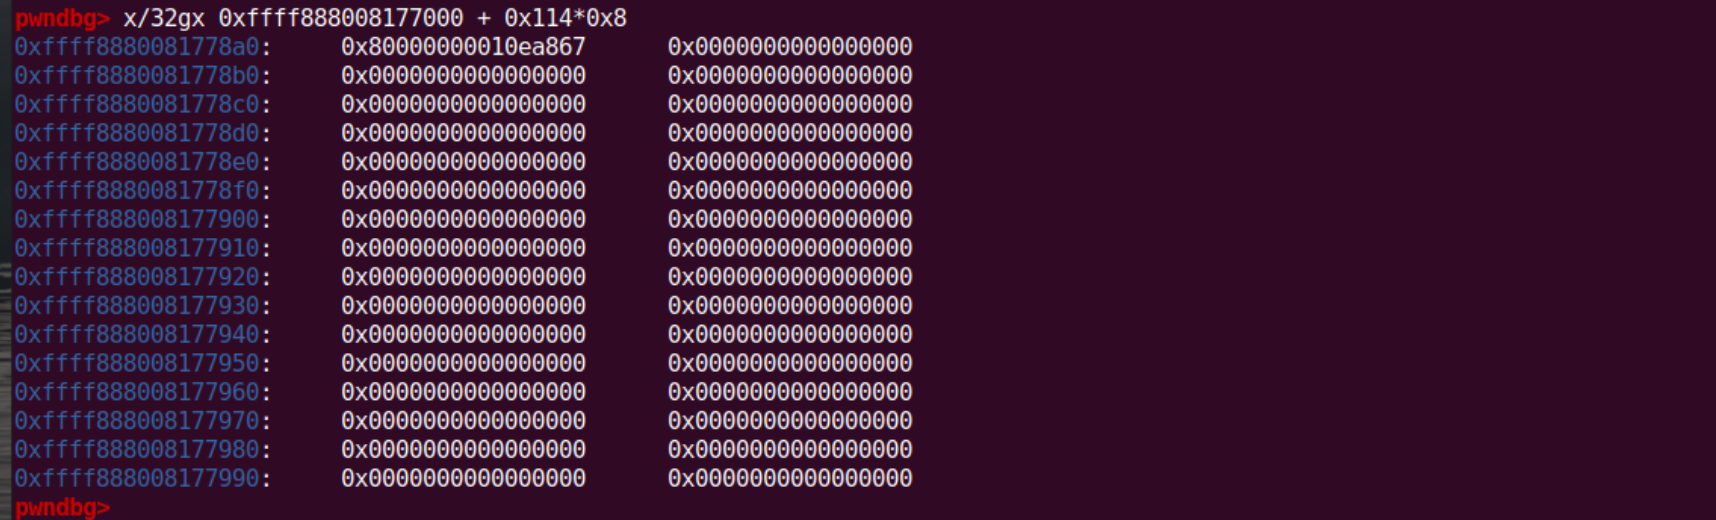 pwndbg> x/32gx 0xffff888008177000 + 0x114*0x8
0xffff8880081778a0: 0x80000000010ea867 0x0000000000000000
0xffff8880081778b0: 0x0000000000000000 0x0000000000000000
0xffff8880081778c0: 0x0000000000000000 0x0000000000000000
0xffff8880081778d0: 0x0000000000000000 0x0000000000000000
0xffff8880081778e0: 0x0000000000000000 0x0000000000000000
0xffff8880081778f0: 0x0000000000000000 0x0000000000000000
0xffff888008177900: 0x0000000000000000 0x0000000000000000
0xffff888008177910: 0x0000000000000000 0x0000000000000000
0xffff888008177920: 0x0000000000000000 0x0000000000000000
0xffff888008177930: 0x0000000000000000 0x0000000000000000
0xffff888008177940: 0x0000000000000000 0x0000000000000000
0xffff888008177950: 0x0000000000000000 0x0000000000000000
0xffff888008177960: 0x0000000000000000 0x0000000000000000
0xffff888008177970: 0x0000000000000000 0x0000000000000000
0xffff888008177980: 0x0000000000000000 0x0000000000000000
0xffff888008177990: 0x0000000000000000 0x0000000000000000
pwndbg>